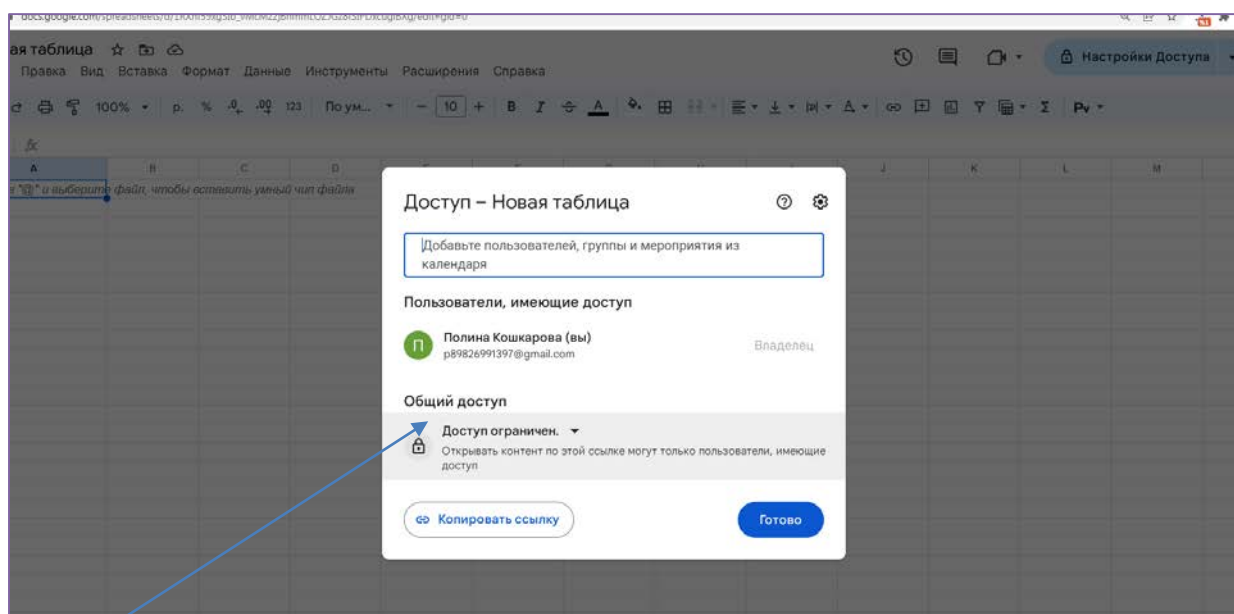 ая таблица
Правка Вид Вставка Формат Данные Инструменты Расширения Справка
Настройки Доступа
100% р. % .0 .00 123 По ум... − 10 + B I A Σ Pv
fx
A B C D J K L M
"@" и выберите файл, чтобы вставить умный чип файла
Доступ – Новая таблица
Добавьте пользователей, группы и мероприятия из
календаря
Пользователи, имеющие доступ
П
Полина Кошкарова (вы)
p89826991397@gmail.com
Владелец
Общий доступ
Доступ ограничен.
Открывать контент по этой ссылке могут только пользователи, имеющие
доступ
Копировать ссылку
Готово